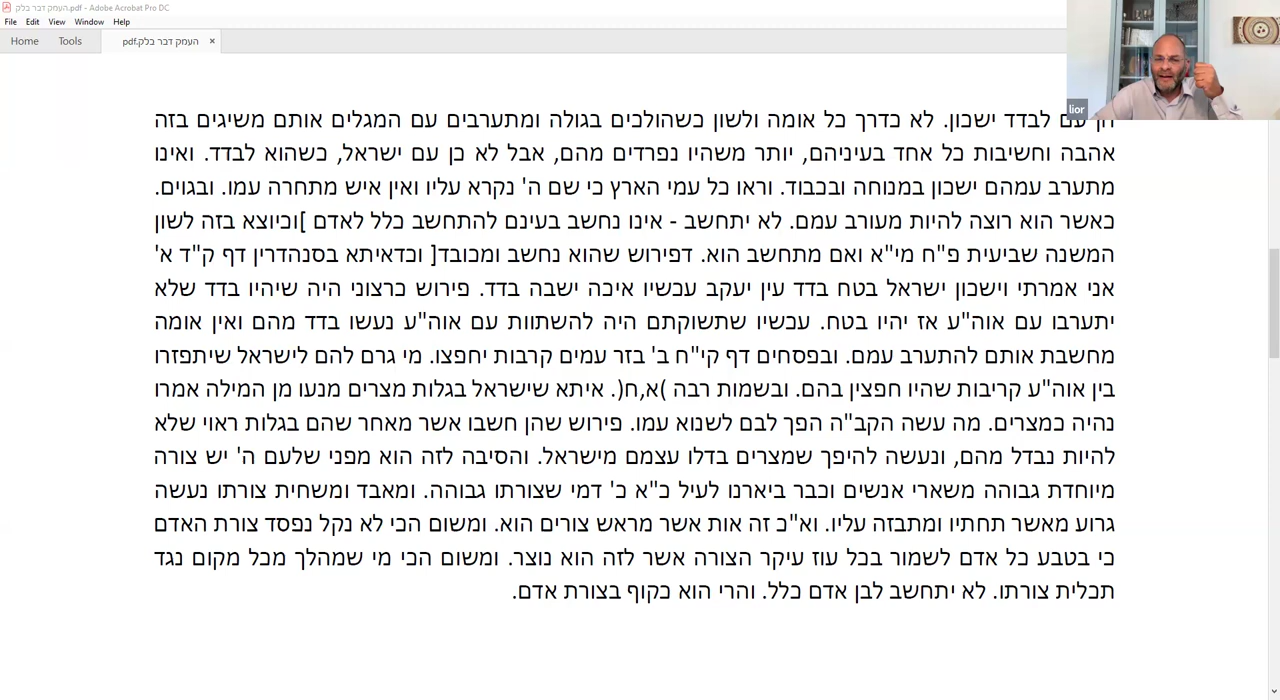 העמק דבר בלק.pdf - Adobe Acrobat Pro DC
File Edit View Window Help
Home Tools העמק דבר בלק.pdf ×
הן עם לבדד ישכון. לא כדרך כל אומה ולשון כשהולכים בגולה ומתערבים עם המגלים אותם משיגים בזה
אהבה וחשיבות כל אחד בעיניהם, יותר משהיו נפרדים מהם, אבל לא כן עם ישראל, כשהוא לבדד. ואינו
מתערב עמהם ישכון במנוחה ובכבוד. וראו כל עמי הארץ כי שם ה' נקרא עליו ואין איש מתחרה עמו. ובגוים.
כאשר הוא רוצה להיות מעורב עמם. לא יתחשב - אינו נחשב בעינם להתחשב כלל לאדם ]וכיוצא בזה לשון
המשנה שביעית פ"ח מי"א ואם מתחשב הוא. דפירוש שהוא נחשב ומכובד[ וכדאיתא בסנהדרין דף ק"ד א'
אני אמרתי וישכון ישראל בטח בדד עין יעקב עכשיו איכה ישבה בדד. פירוש כרצוני היה שיהיו בדד שלא
יתערבו עם אוה"ע אז יהיו בטח. עכשיו שתשוקתם היה להשתוות עם אוה"ע נעשו בדד מהם ואין אומה
מחשבת אותם להתערב עמם. ובפסחים דף קי"ח ב' בזר עמים קרבות יחפצו. מי גרם להם לישראל שיתפזרו
בין אוה"ע קריבות שהיו חפצין בהם. ובשמות רבה )א,ח(. איתא שישראל בגלות מצרים מנעו מן המילה אמרו
נהיה כמצרים. מה עשה הקב"ה הפך לבם לשנוא עמו. פירוש שהן חשבו אשר מאחר שהם בגלות ראוי שלא
להיות נבדל מהם, ונעשה להיפך שמצרים בדלו עצמם מישראל. והסיבה לזה הוא מפני שלעם ה' יש צורה
מיוחדת גבוהה משארי אנשים וכבר ביארנו לעיל כ"א כ' דמי שצורתו גבוהה. ומאבד ומשחית צורתו נעשה
גרוע מאשר תחתיו ומתבזה עליו. וא"כ זה אות אשר מראש צורים הוא. ומשום הכי לא נקל נפסד צורת האדם
כי בטבע כל אדם לשמור בכל עוז עיקר הצורה אשר לזה הוא נוצר. ומשום הכי מי שמהלך מכל מקום נגד
תכלית צורתו. לא יתחשב לבן אדם כלל. והרי הוא כקוף בצורת אדם.
lior